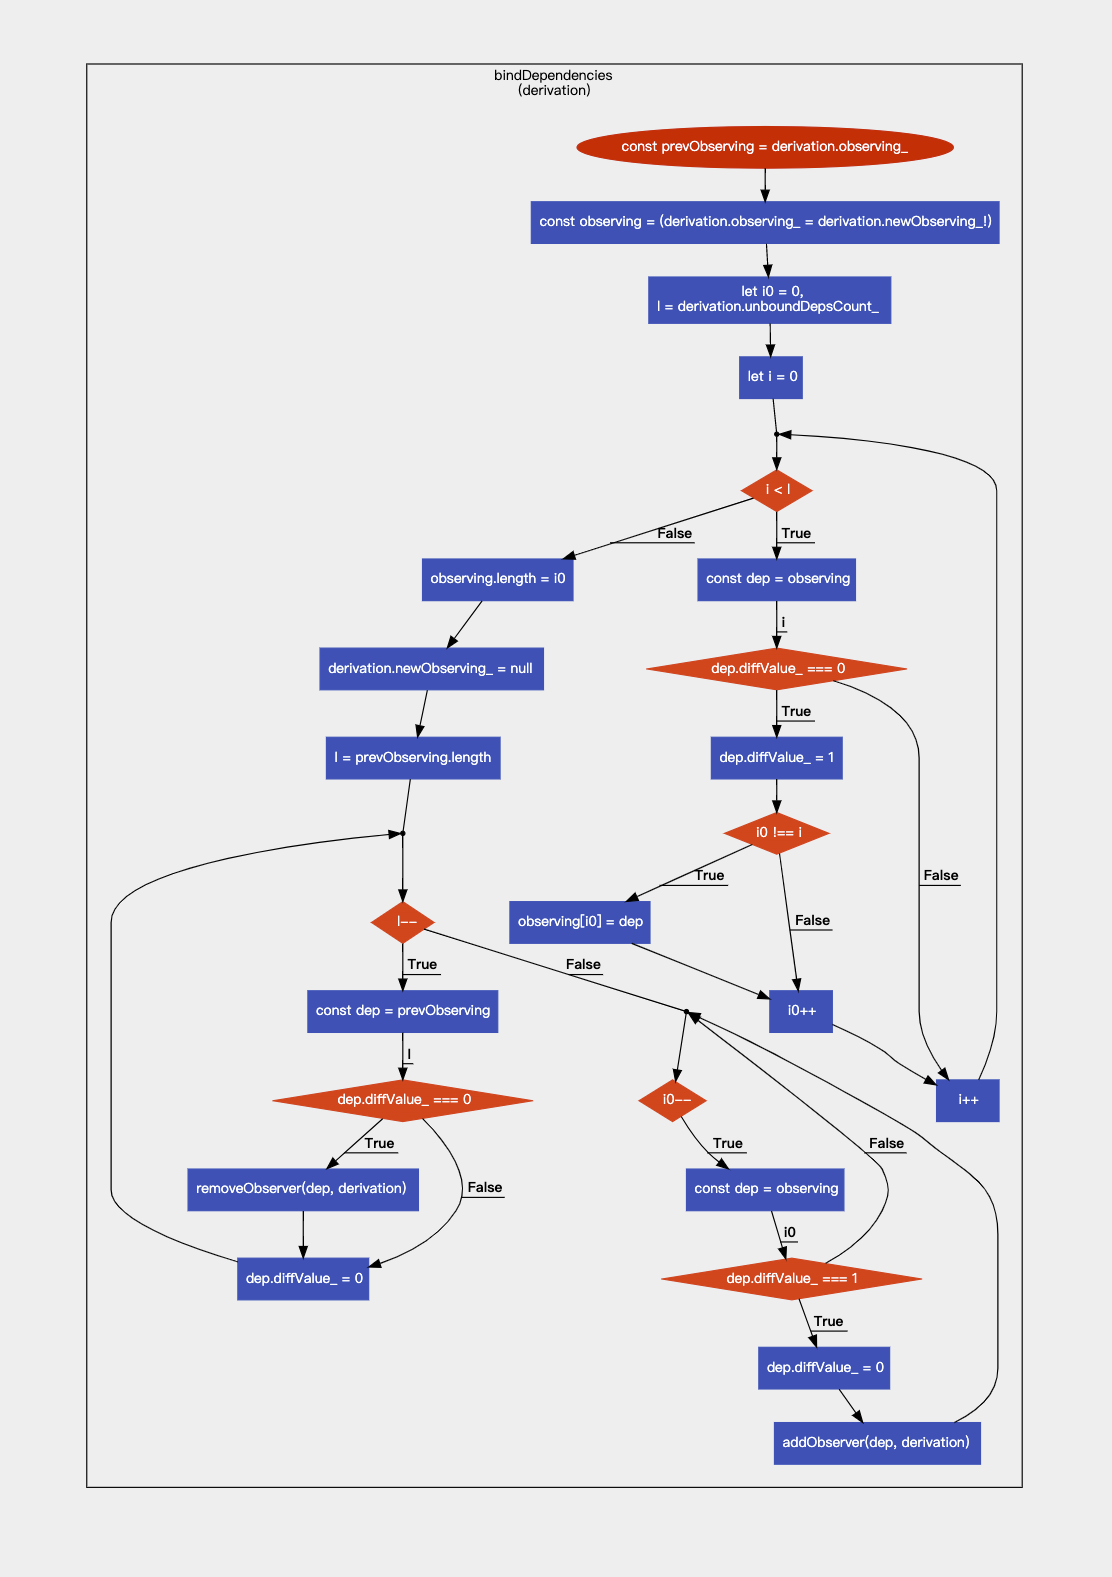 bindDependencies
(derivation)
const prevObserving = derivation.observing_
const observing = (derivation.observing_ = derivation.newObserving_!)
let i0 = 0,
l = derivation.unboundDepsCount_
let i = 0
i < l
False
True
observing.length = i0
const dep = observing
i
derivation.newObserving_ = null
dep.diffValue_ === 0
True
l = prevObserving.length
dep.diffValue_ = 1
i0 !== i
True
False
False
l--
observing[i0] = dep
True
False
const dep = prevObserving
i0++
l
dep.diffValue_ === 0
i0--
i++
True
False
True
False
removeObserver(dep, derivation)
const dep = observing
i0
dep.diffValue_ = 0
dep.diffValue_ === 1
True
dep.diffValue_ = 0
addObserver(dep, derivation)